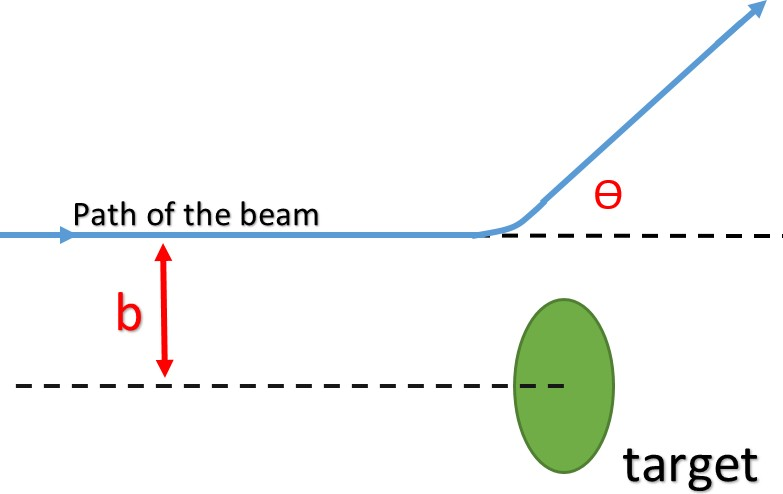 Path of the beam
ϴ
b
target